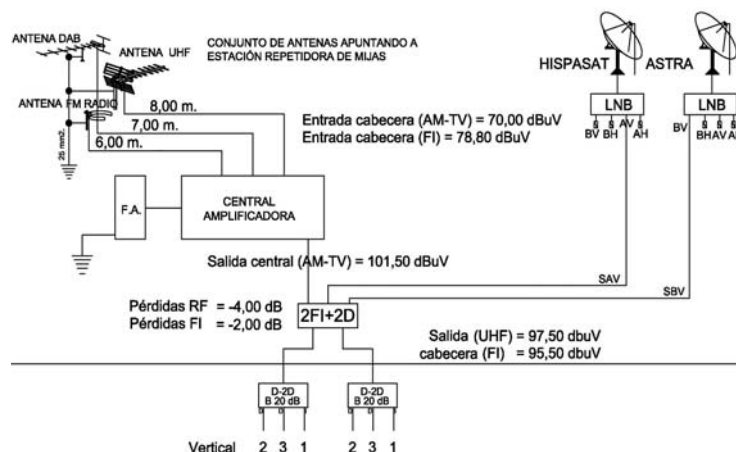 ANTENA DAB
ANTENA UHF
CONJUNTO DE ANTENAS APUNTANDO A
ESTACIÓN REPETIDORA DE MIJAS
HISPASAT
ASTRA
ANTENA FM RADIO
8,00 m.
7,00 m.
6,00 m.
25 mm2.
Entrada cabecera (AM-TV) = 70,00 dBuV
Entrada cabecera (FI) = 78,80 dBuV
LNB
LNB
BV BH AV AH
BV BH AV
F.A.
CENTRAL
AMPLIFICADORA
Salida central (AM-TV) = 101,50 dBuV
SAV
SBV
Pérdidas RF = -4,00 dB
Pérdidas FI = -2,00 dB
2FI+2D
Salida (UHF) = 97,50 dbuV
cabecera (FI) = 95,50 dbuV
D-2D
B 20 dB
D-2D
B 20 dB
Vertical 2 3 1 2 3 1